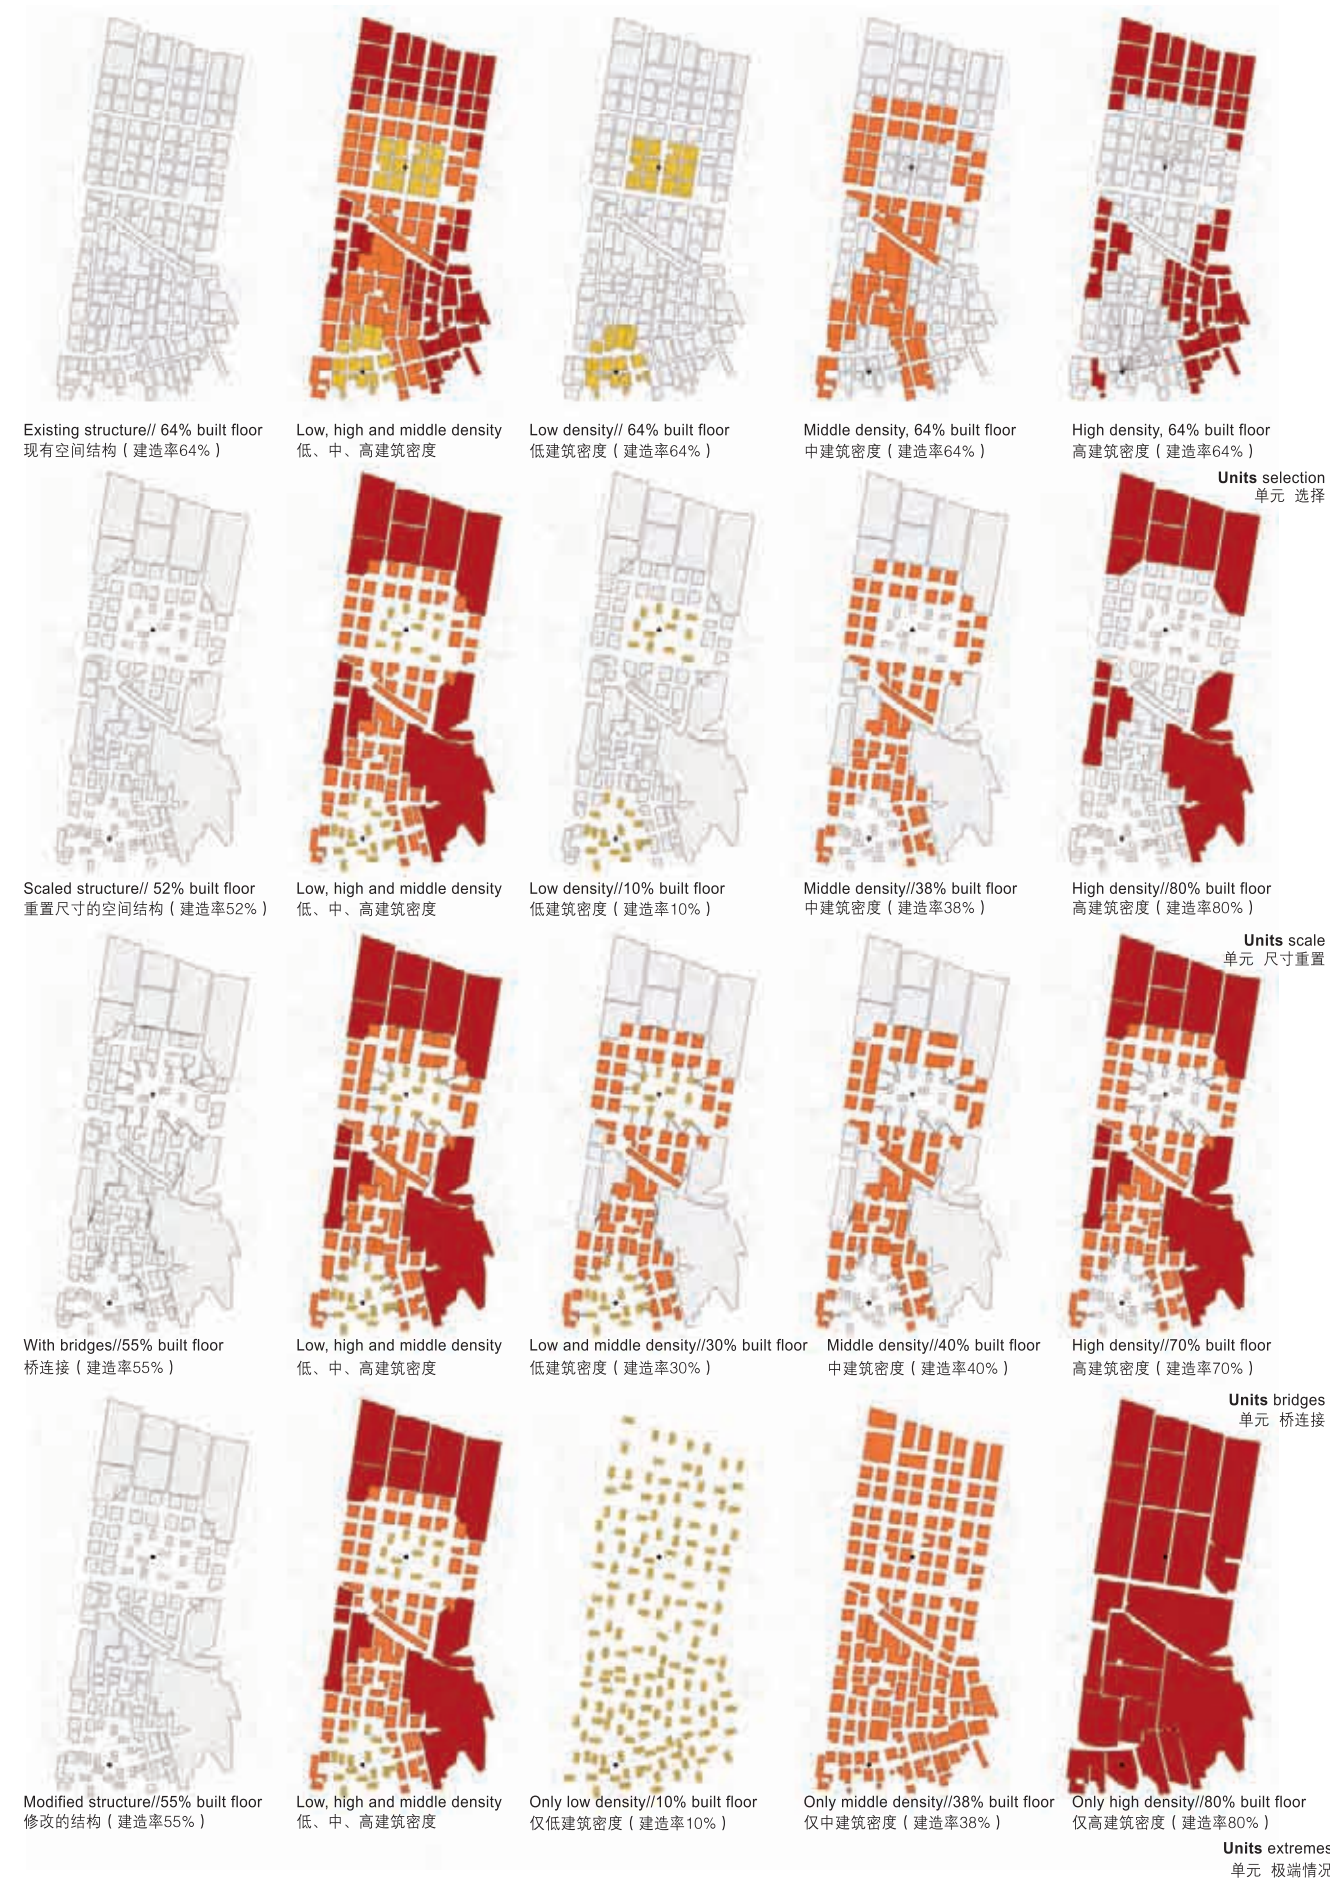 Existing structure// 64% built floor
现有空间结构（建造率64%）
Low, high and middle density
低、中、高建筑密度
Low density// 64% built floor
低建筑密度（建造率64%）
Middle density, 64% built floor
中建筑密度（建造率64%）
High density, 64% built floor
高建筑密度（建造率64%）
Units selection
单元 选择
Scaled structure// 52% built floor
重置尺寸的空间结构（建造率52%）
Low, high and middle density
低、中、高建筑密度
Low density//10% built floor
低建筑密度（建造率10%）
Middle density//38% built floor
中建筑密度（建造率38%）
High density//80% built floor
高建筑密度（建造率80%）
Units scale
单元 尺寸重置
With bridges//55% built floor
桥连接（建造率55%）
Low, high and middle density
低、中、高建筑密度
Low and middle density//30% built floor
低建筑密度（建造率30%）
Middle density//40% built floor
中建筑密度（建造率40%）
High density//70% built floor
高建筑密度（建造率70%）
Units bridges
单元 桥连接
Modified structure//55% built floor
修改的结构（建造率55%）
Low, high and middle density
低、中、高建筑密度
Only low density//10% built floor
仅低建筑密度（建造率10%）
Only middle density//38% built floor
仅中建筑密度（建造率38%）
Only high density//80% built floor
仅高建筑密度（建造率80%）
Units extremes
单元 极端情况